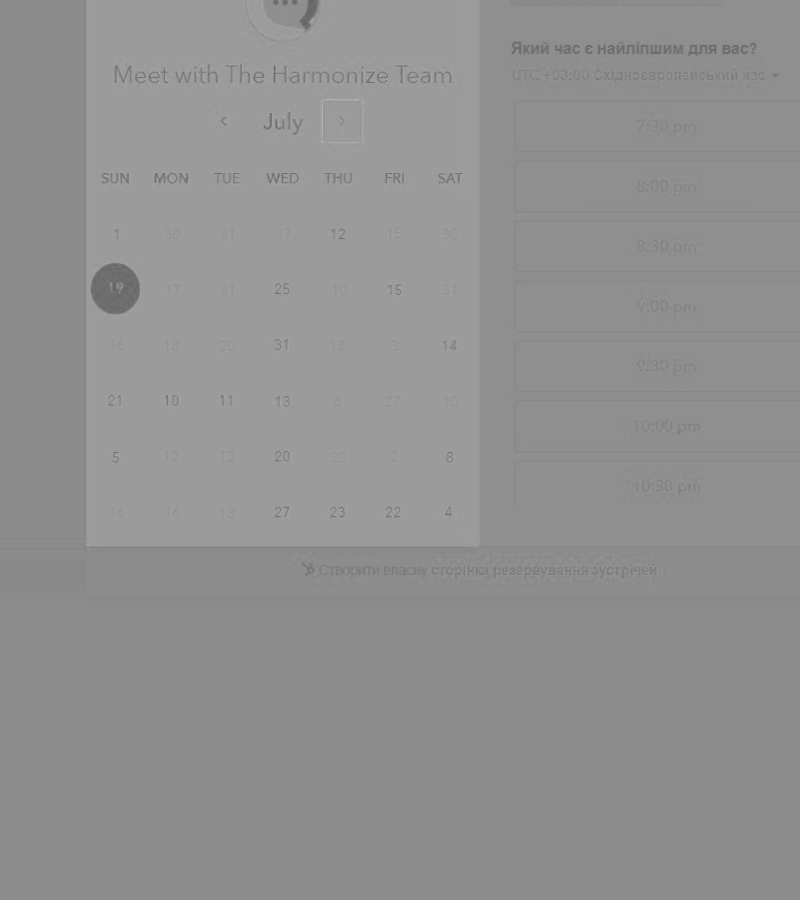 Meet with The Harmonize Team
July
SUN MON TUE WED THU FRI SAT
1 30 31 17 12 15 30
19 17 31 25 10 15 31
16 18 20 31 18 3 14
21 10 11 13 6 27 10
5 12 13 20 22 2 8
16 16 18 27 23 22 4
Який час є найліпшим для вас?
UTC +03:00 Східноєвропейський час
7:30 pm
8:00 pm
8:30 pm
9:00 pm
9:30 pm
10:00 pm
10:30 pm
Створити власну сторінка резервування зустрічей